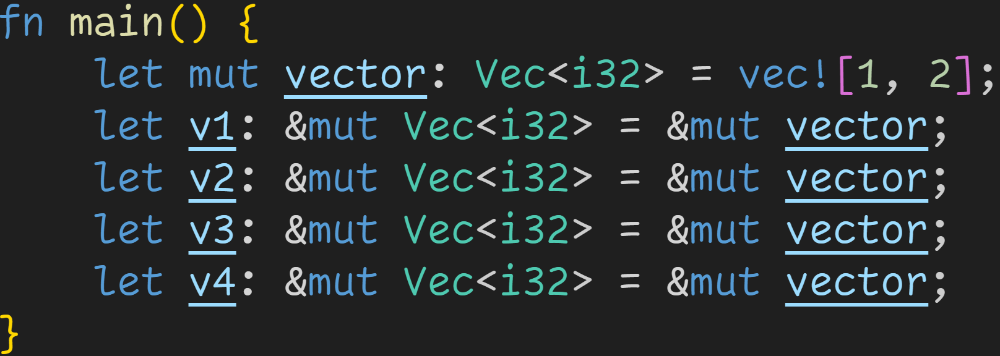 fn main() {
    let mut vector: Vec<i32> = vec![1, 2];
    let v1: &mut Vec<i32> = &mut vector;
    let v2: &mut Vec<i32> = &mut vector;
    let v3: &mut Vec<i32> = &mut vector;
    let v4: &mut Vec<i32> = &mut vector;
}